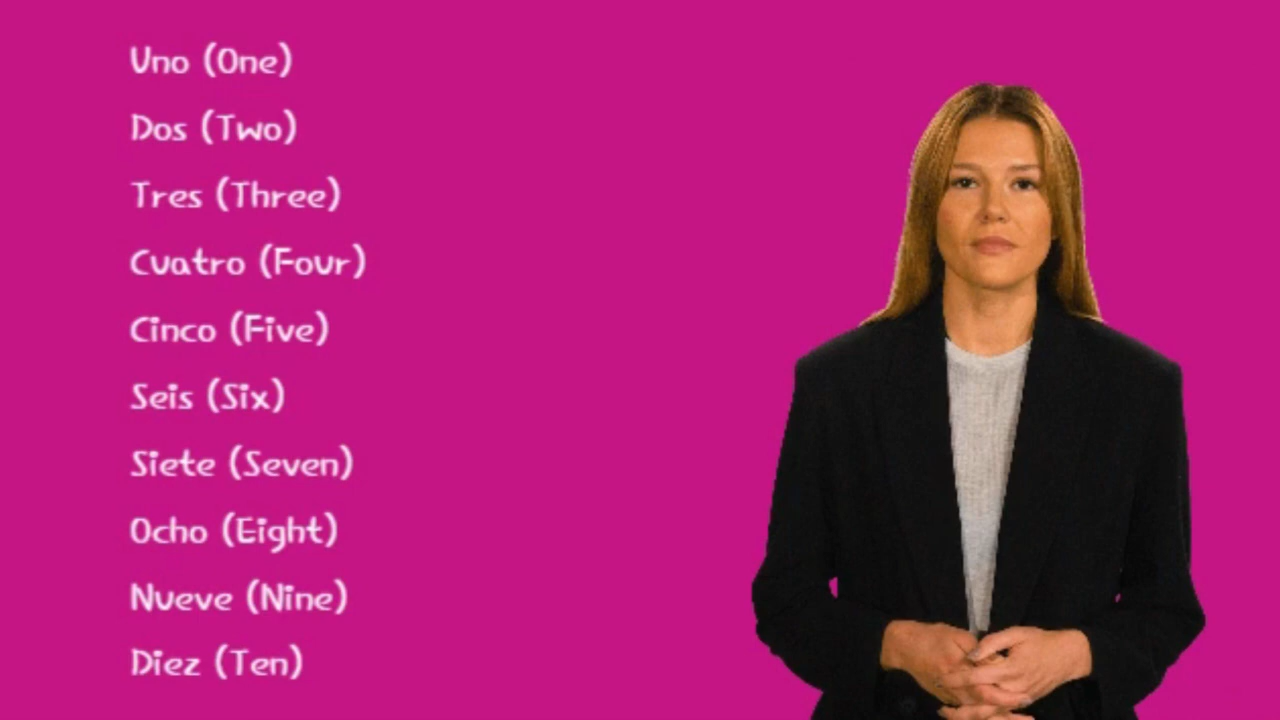 Uno (One)
Dos (Two)
Tres (Three)
Cuatro (Four)
Cinco (Five)
Seis (Six)
Siete (Seven)
Ocho (Eight)
Nueve (Nine)
Diez (Ten)